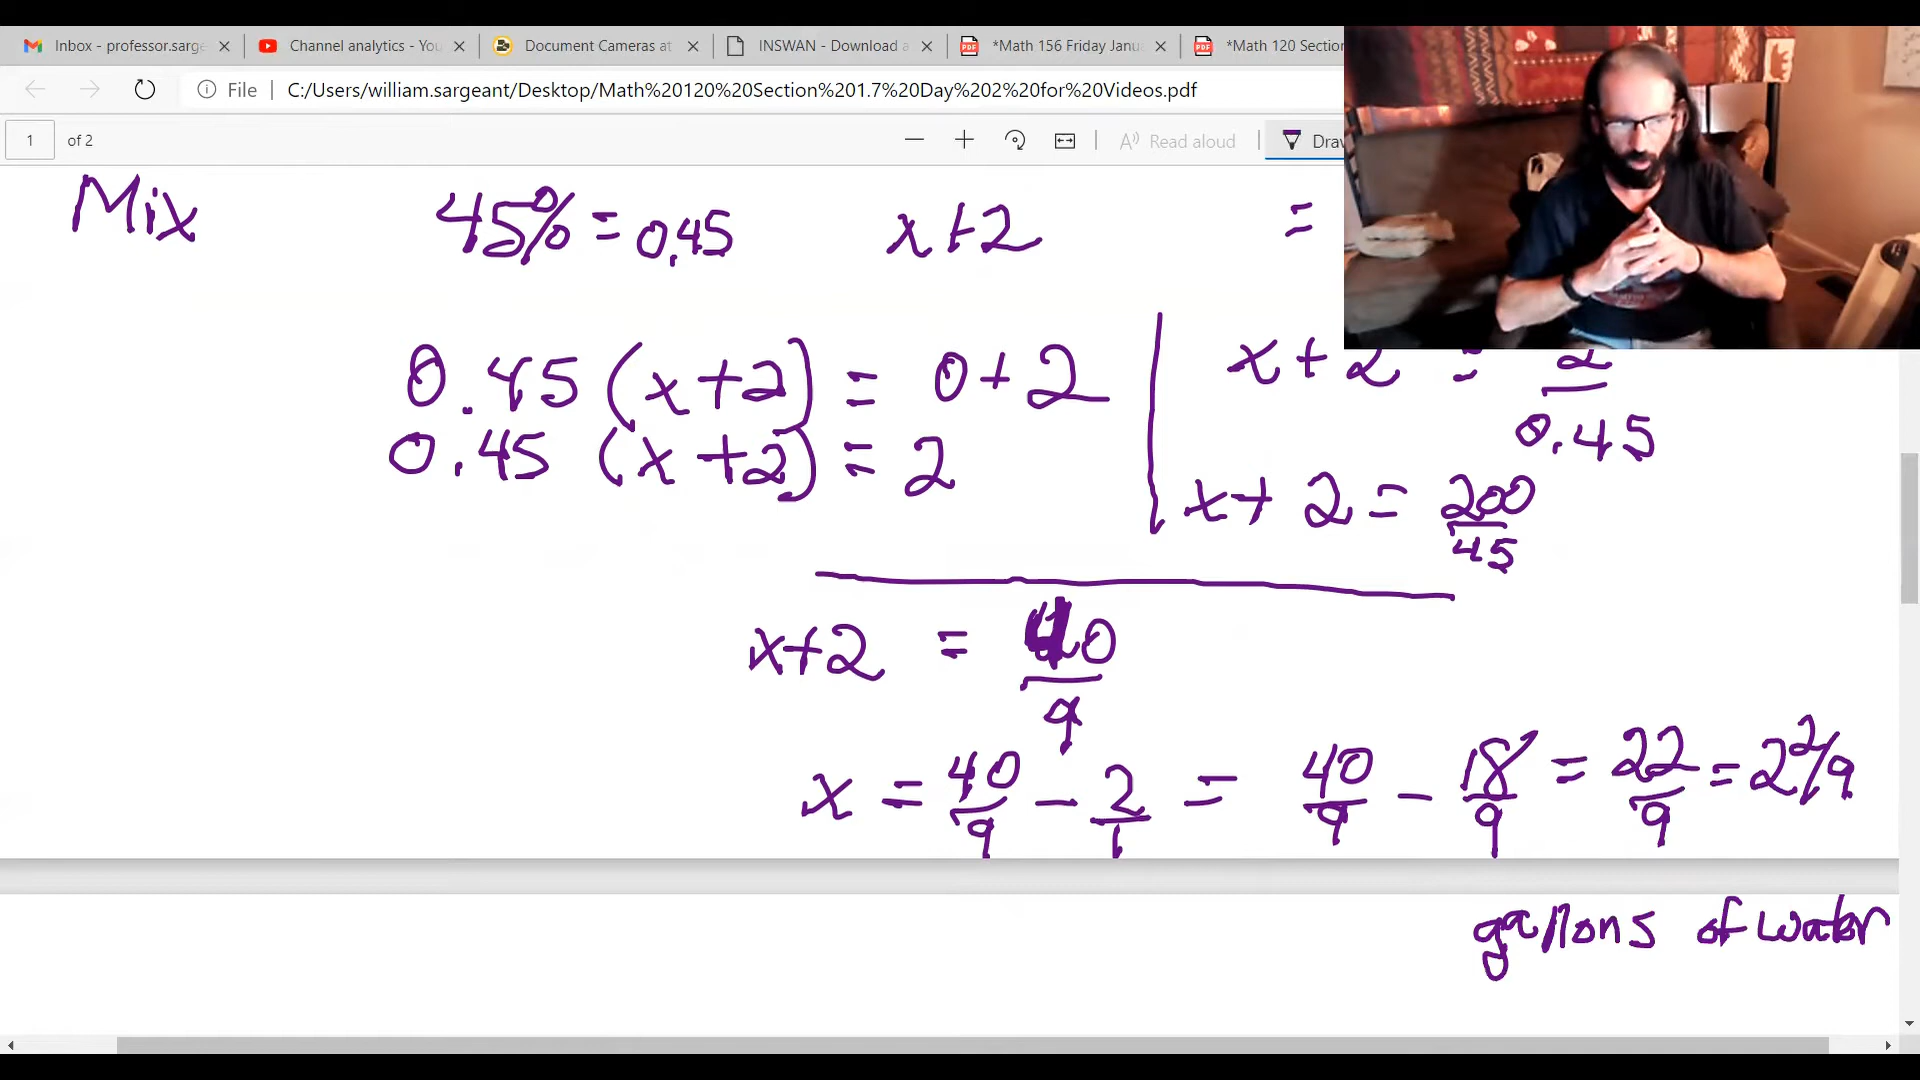 Inbox - professor.sarge
Channel analytics - You
Document Cameras at
INSWAN - Download a
*Math 156 Friday Janu
*Math 120 Section
File
C:/Users/william.sargeant/Desktop/Math%20120%20Section%201.7%20Day%202%20for%20Videos.pdf
1 of 2
Read aloud
Draw
Mix 45% = 0.45 x+2 =
0.45 (x+2) = 0+2
0.45 (x+2) = 2
x+2 = 2/0.45
x+2 = 200/45
x+2 = 40/9
x = 40/9 - 2/1 = 40/9 - 18/9 = 22/9 = 2 2/9
gallons of water